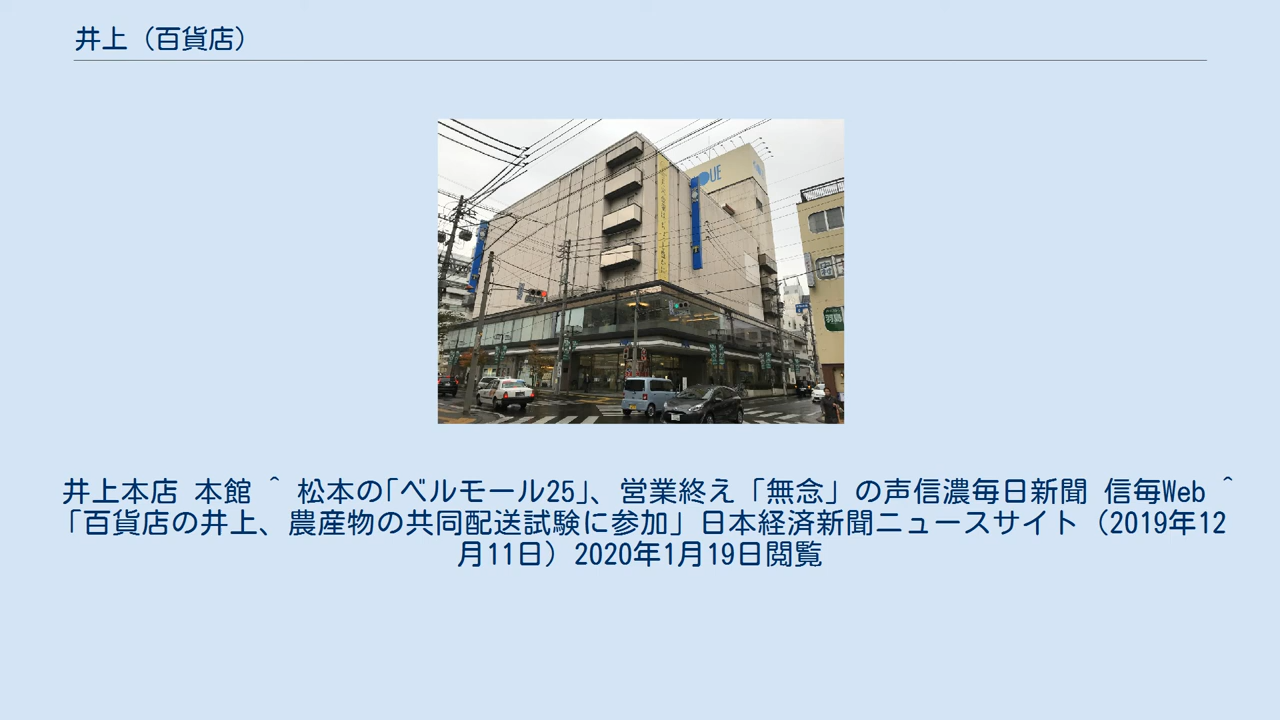 井上（百貨店）
OUE
井上本店 本館 ^ 松本の｢ベルモール25｣、営業終え「無念」の声信濃毎日新聞 信毎Web ^
「百貨店の井上、農産物の共同配送試験に参加」日本経済新聞ニュースサイト（2019年12
月11日）2020年1月19日閲覧